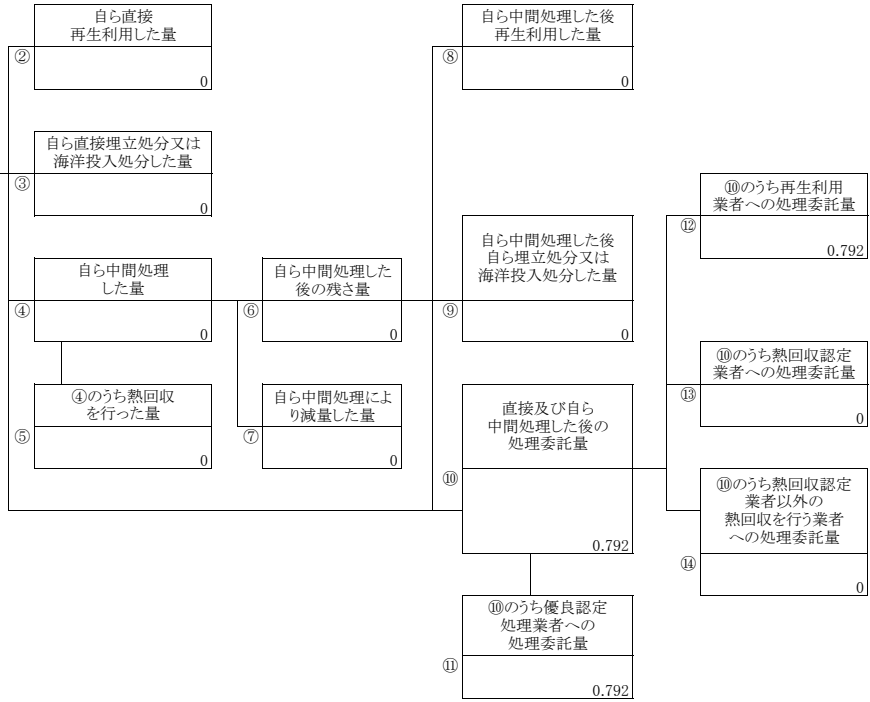 自ら直接
再生利用した量
②
0
自ら直接埋立処分又は
海洋投入処分した量
③
0
自ら中間処理
した量
④
0
④のうち熱回収
を行った量
⑤
0
自ら中間処理した
後の残さ量
⑥
0
自ら中間処理によ
り減量した量
⑦
0
自ら中間処理した後
再生利用した量
⑧
0
自ら中間処理した後
自ら埋立処分又は
海洋投入処分した量
⑨
0
直接及び自ら
中間処理した後の
処理委託量
⑩
0.792
⑩のうち優良認定
処理業者への
処理委託量
⑪
0.792
⑩のうち再生利用
業者への処理委託量
⑫
0.792
⑩のうち熱回収認定
業者への処理委託量
⑬
0
⑩のうち熱回収認定
業者以外の
熱回収を行う業者
への処理委託量
⑭
0